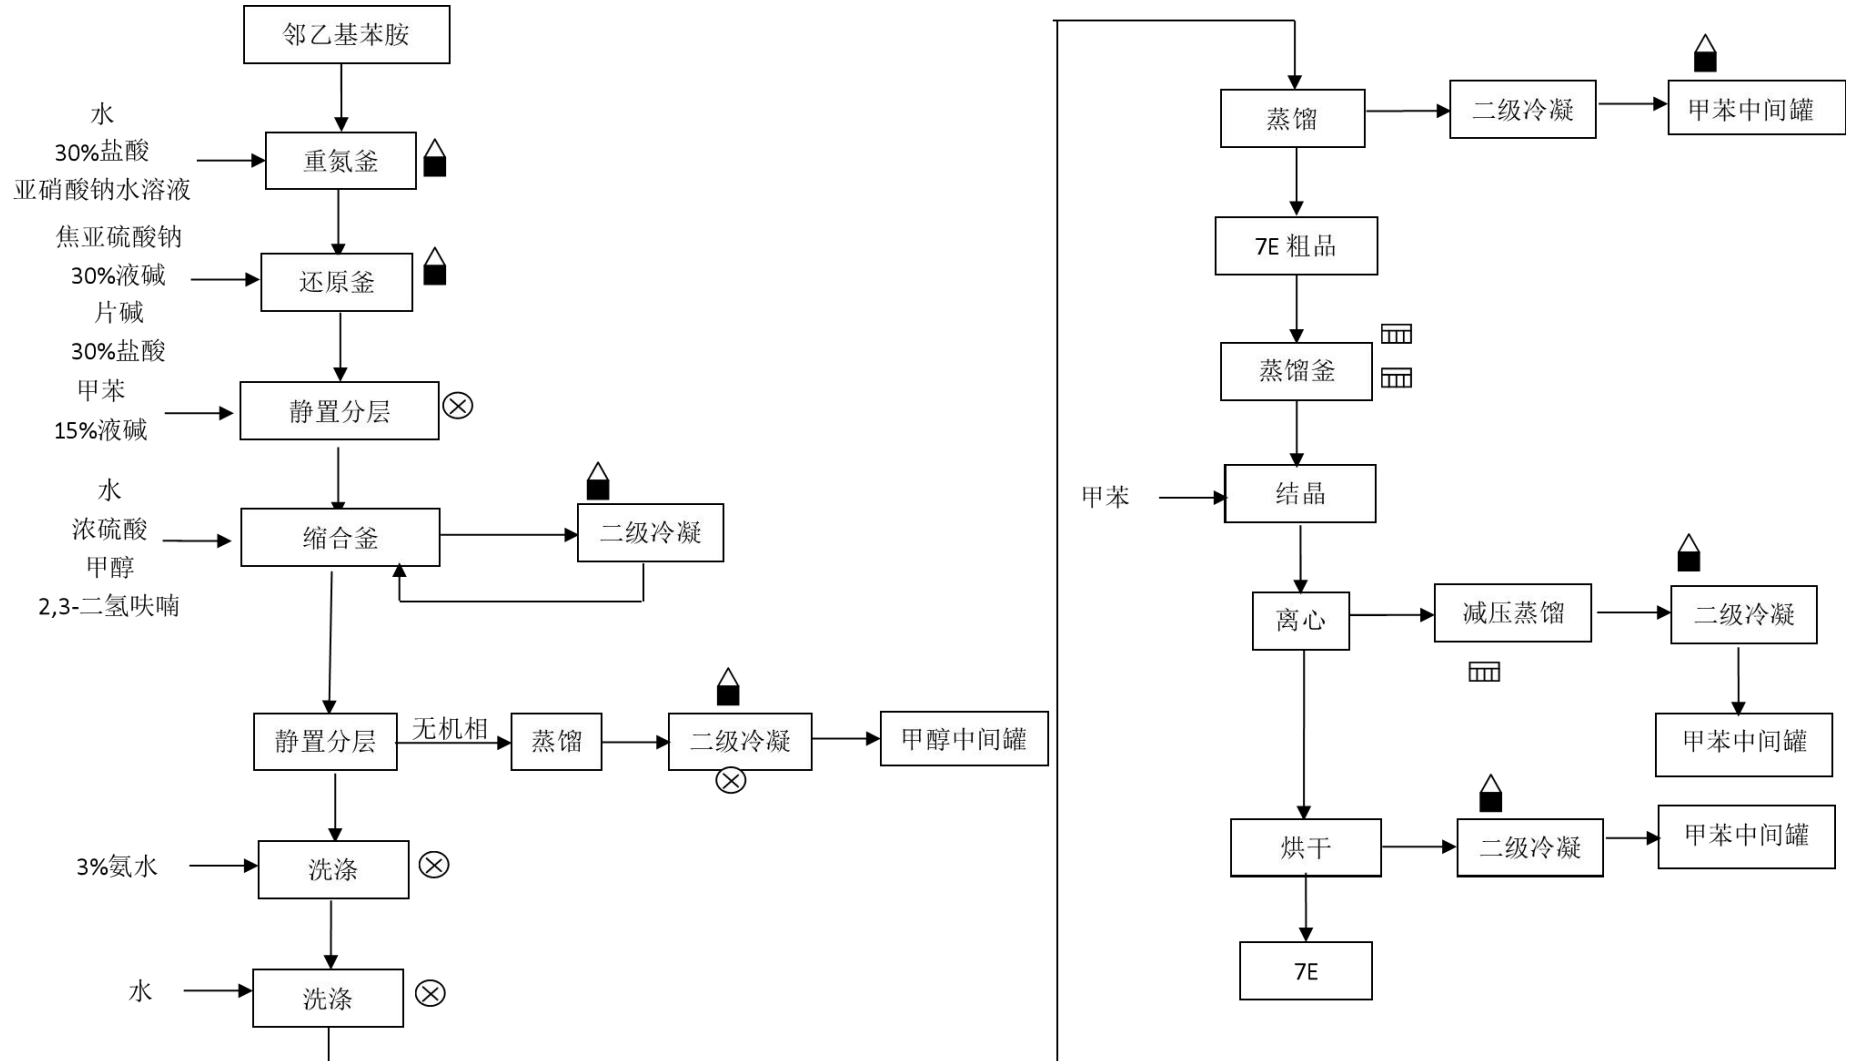 邻乙基苯胺
水
30%盐酸
亚硝酸钠水溶液
重氮釜
焦亚硫酸钠
30%液碱
片碱
30%盐酸
还原釜
甲苯
15%液碱
静置分层
水
浓硫酸
甲醇
2,3-二氢呋喃
缩合釜
二级冷凝
静置分层
无机相
蒸馏
二级冷凝
甲醇中间罐
3%氨水
洗涤
水
洗涤
蒸馏
二级冷凝
甲苯中间罐
7E 粗品
蒸馏釜
甲苯
结晶
离心
减压蒸馏
二级冷凝
甲苯中间罐
烘干
二级冷凝
甲苯中间罐
7E